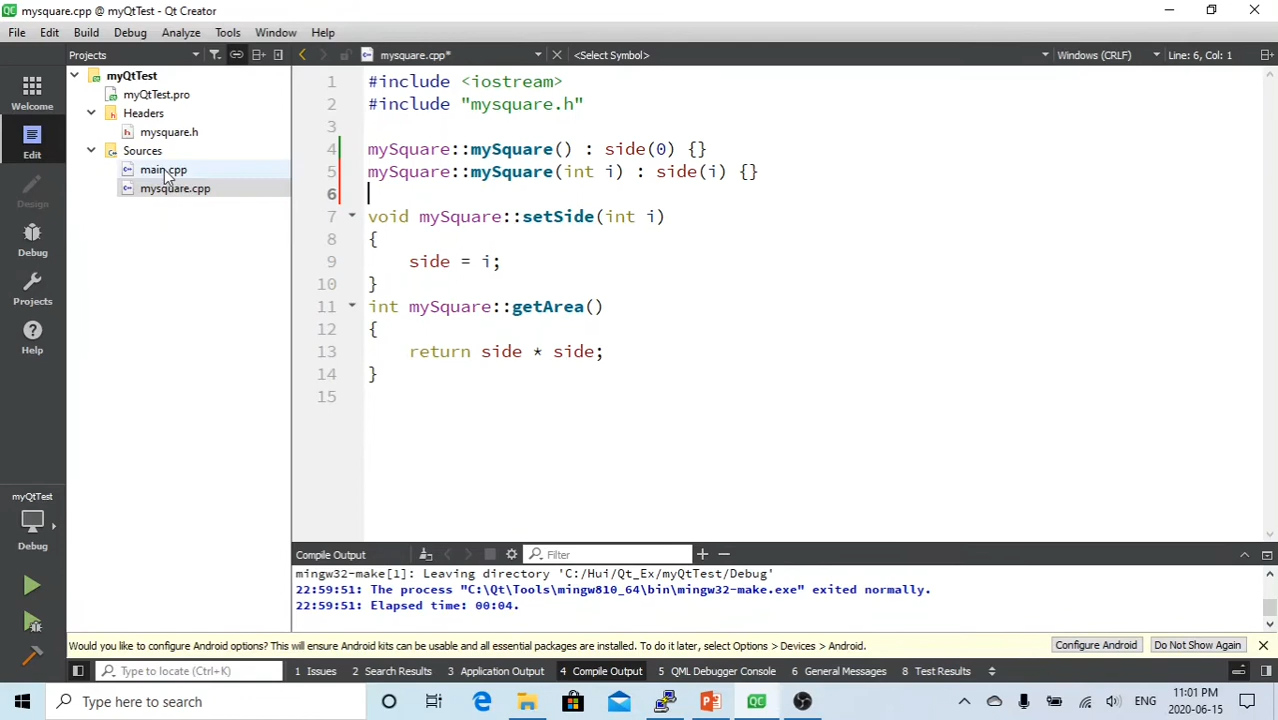 mysquare.cpp @ myQtTest - Qt Creator
File Edit Build Debug Analyze Tools Window Help
Projects
mysquare.cpp*
<Select Symbol>
Windows (CRLF)
Line: 6, Col: 1
Welcome
Edit
Design
Debug
Projects
Help
myQtTest
Debug
myQtTest
myQtTest.pro
Headers
mysquare.h
Sources
main.cpp
mysquare.cpp
1 #include <iostream>
2 #include "mysquare.h"
3
4 mySquare::mySquare() : side(0) {}
5 mySquare::mySquare(int i) : side(i) {}
6
7 void mySquare::setSide(int i)
8 {
9 side = i;
10 }
11 int mySquare::getArea()
12 {
13 return side * side;
14 }
15
Compile Output
Filter
mingw32-make[1]: Leaving directory 'C:/Hui/Qt_Ex/myQtTest/Debug'
22:59:51: The process "C:\Qt\Tools\mingw810_64\bin\mingw32-make.exe" exited normally.
22:59:51: Elapsed time: 00:04.
Would you like to configure Android options? This will ensure Android kits can be usable and all essential packages are installed. To do it later, select Options > Devices > Android.
Configure Android
Do Not Show Again
Type to locate (Ctrl+K)
1 Issues 2 Search Results 3 Application Output 4 Compile Output 5 QML Debugger Console 6 General Messages 8 Test Results
Type here to search
ENG
11:01 PM
2020-06-15